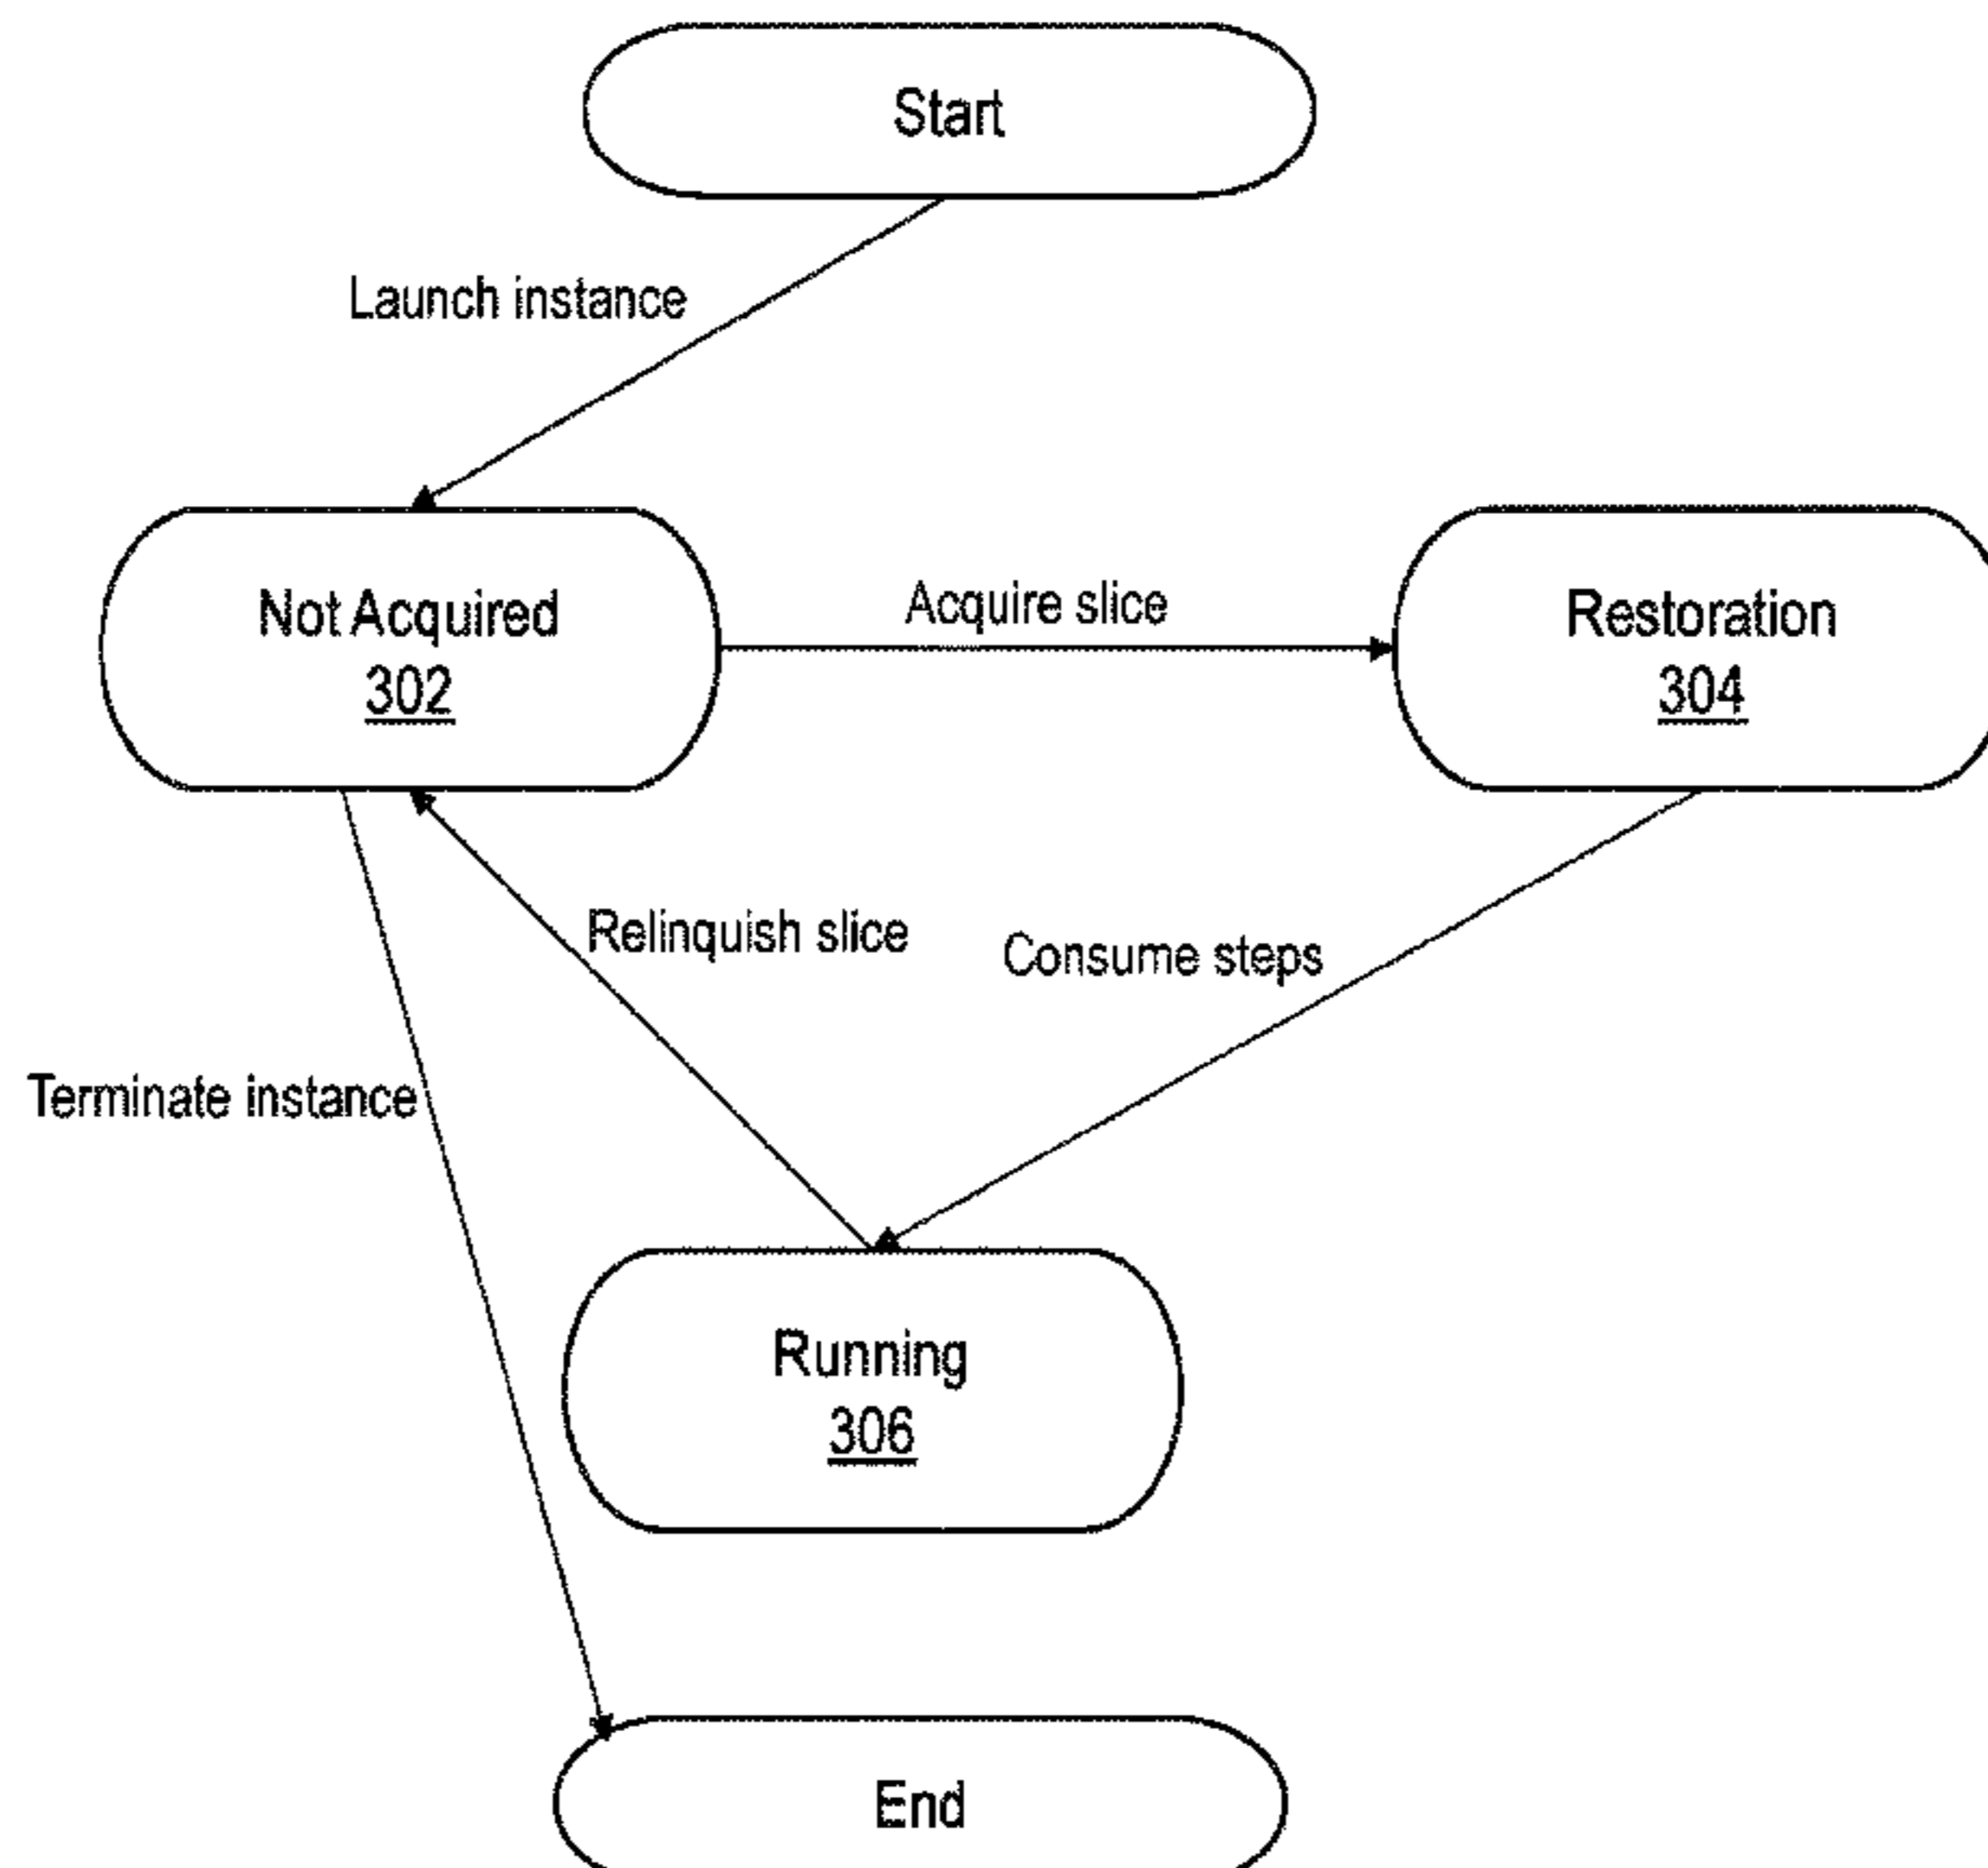 Start
Launch instance
Not Acquired
302
Acquire slice
Restoration
304
Relinquish slice
Consume steps
Terminate instance
Running
306
End